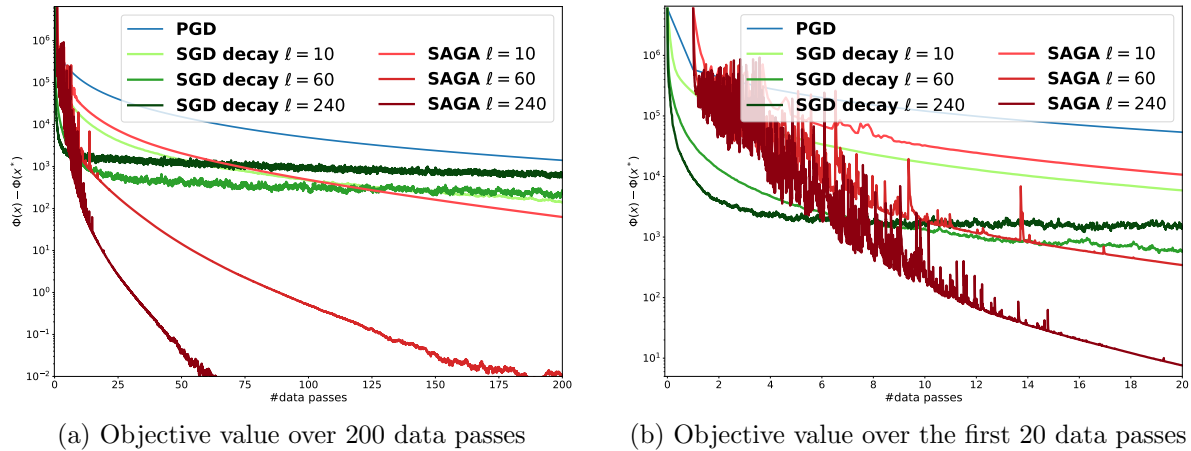 PGD
SGD decay ℓ = 10
SGD decay ℓ = 60
SGD decay ℓ = 240
SAGA ℓ = 10
SAGA ℓ = 60
SAGA ℓ = 240
Φ(x) − Φ(x*)
10⁶
10⁵
10⁴
10³
10²
10¹
10⁰
10⁻¹
10⁻²
0 25 50 75 100 125 150 175 200
#data passes
(a) Objective value over 200 data passes
PGD
SGD decay ℓ = 10
SGD decay ℓ = 60
SGD decay ℓ = 240
SAGA ℓ = 10
SAGA ℓ = 60
SAGA ℓ = 240
Φ(x) − Φ(x*)
10⁶
10⁵
10⁴
10³
10²
10¹
0 2 4 6 8 10 12 14 16 18 20
#data passes
(b) Objective value over the first 20 data passes